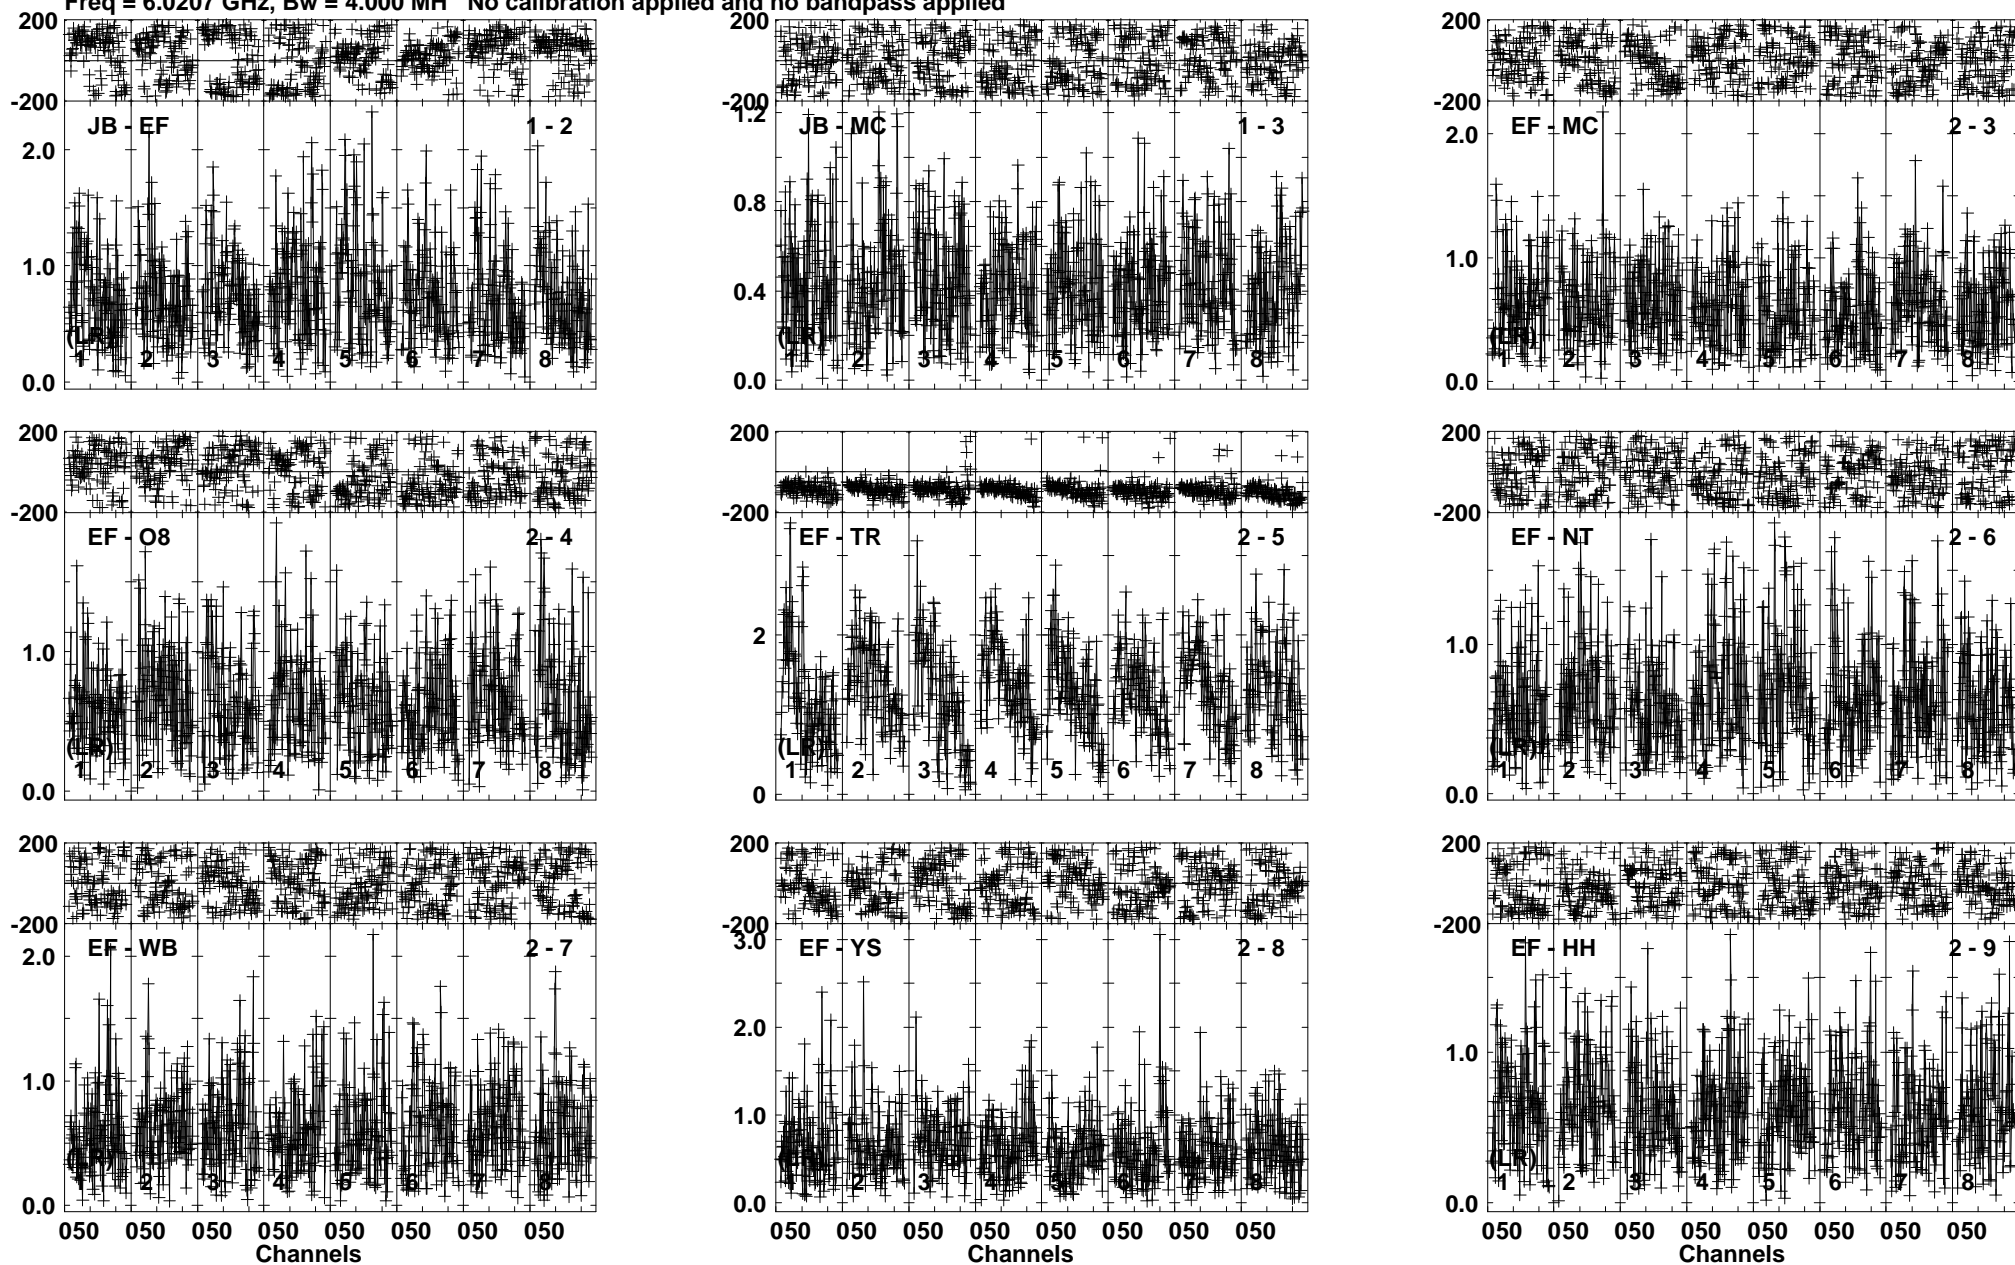 Freq = 6.0207 GHz, Bw = 4.000 MH No calibration applied and no bandpass applied
200
-200
JB - EF 1 - 2
2.0
1.0
0.0
(LR)
1 2 3 4 5 6 7 8
200
-200
1.2
JB - MC 1 - 3
0.8
0.4
0.0
(LR)
1 2 3 4 5 6 7 8
200
-200
EF - MC 2 - 3
2.0
1.0
0.0
(LR)
1 2 3 4 5 6 7 8
200
-200
EF - O8 2 - 4
1.0
0.0
(LR)
1 2 3 4 5 6 7 8
200
-200
EF - TR 2 - 5
2
0
(LR)
1 2 3 4 5 6 7 8
200
-200
EF - NT 2 - 6
1.0
0.0
(LR)
1 2 3 4 5 6 7 8
200
-200
EF - WB 2 - 7
2.0
1.0
0.0
(LR)
1 2 3 4 5 6 7 8
050 050 050 050 050 050 050 050
Channels
200
-200
3.0
EF - YS 2 - 8
2.0
1.0
0.0
(LR)
1 2 3 4 5 6 7 8
050 050 050 050 050 050 050 050
Channels
200
-200
EF - HH 2 - 9
1.0
0.0
(LR)
1 2 3 4 5 6 7 8
050 050 050 050 050 050 050 050
Channels